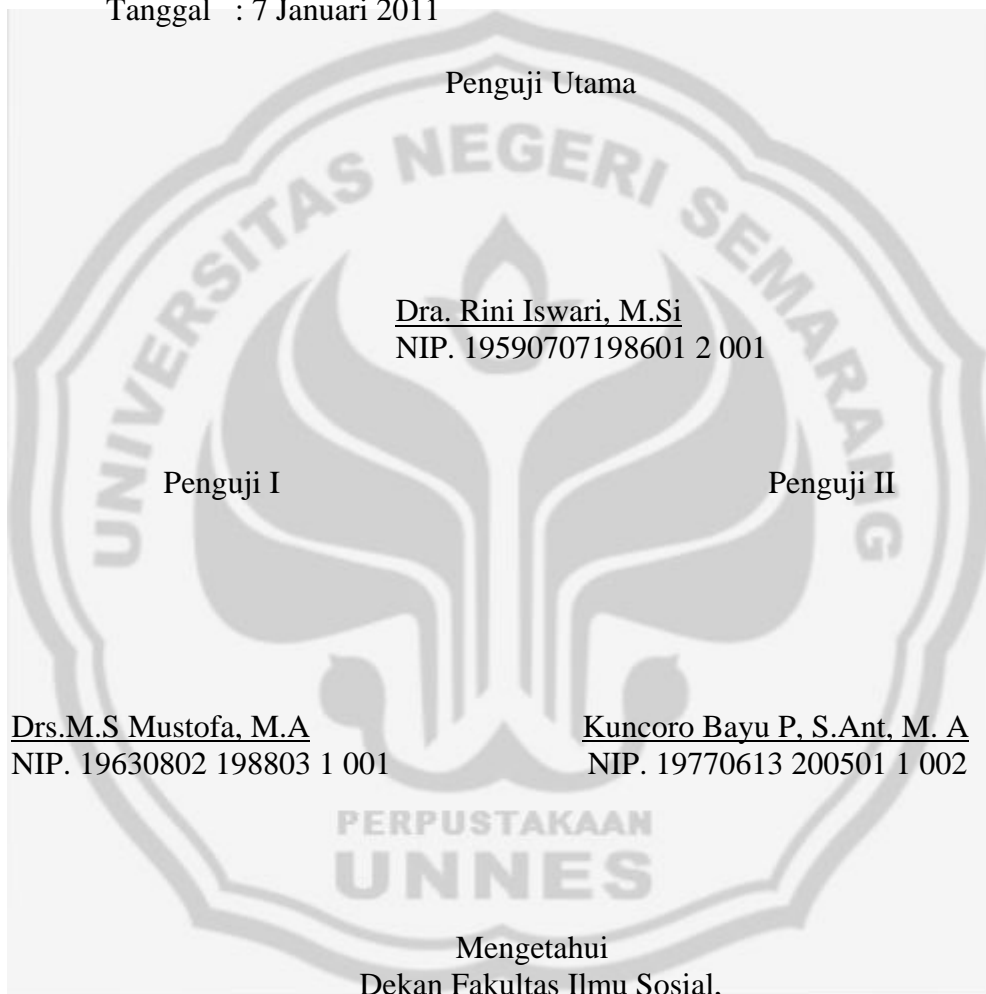 Tanggal : 7 Januari 2011
Penguji Utama
UNIVERSITAS NEGERI SEMARANG
Dra. Rini Iswari, M.Si
NIP. 19590707198601 2 001
Penguji I Penguji II
Drs.M.S Mustofa, M.A Kuncoro Bayu P, S.Ant, M. A
NIP. 19630802 198803 1 001 NIP. 19770613 200501 1 002
PERPUSTAKAAN
UNNES
Mengetahui
Dekan Fakultas Ilmu Sosial,